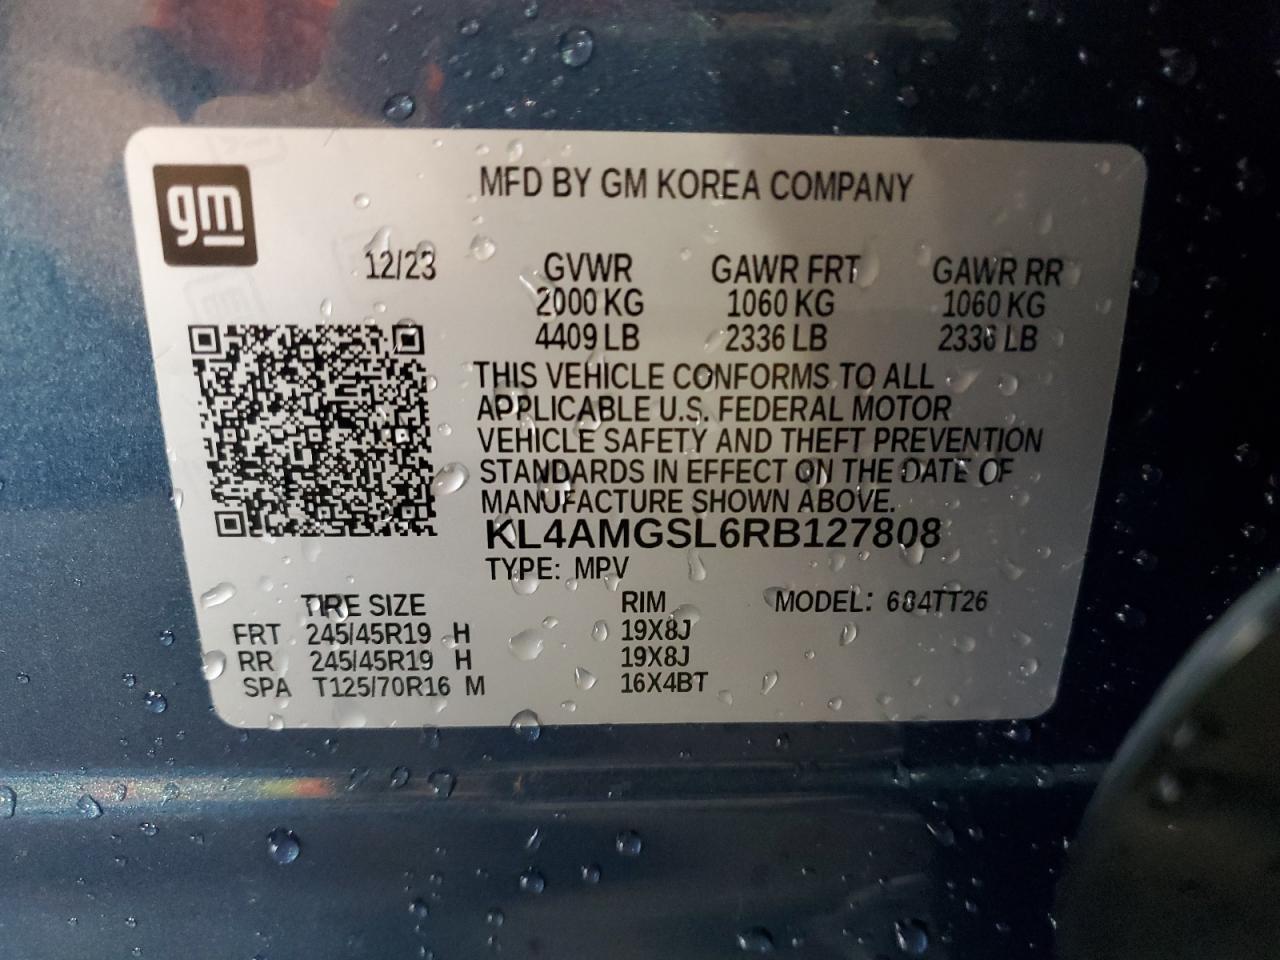 gm
MFD BY GM KOREA COMPANY
12/23 GVWR GAWR FRT GAWR RR
2000 KG 1060 KG 1060 KG
4409 LB 2336 LB 2336 LB
THIS VEHICLE CONFORMS TO ALL
APPLICABLE U.S. FEDERAL MOTOR
VEHICLE SAFETY AND THEFT PREVENTION
STANDARDS IN EFFECT ON THE DATE OF
MANUFACTURE SHOWN ABOVE.
KL4AMGSL6RB127808
TYPE: MPV
TIRE SIZE RIM MODEL: 684TT26
FRT 245/45R19 H 19X8J
RR 245/45R19 H 19X8J
SPA T125/70R16 M 16X4BT